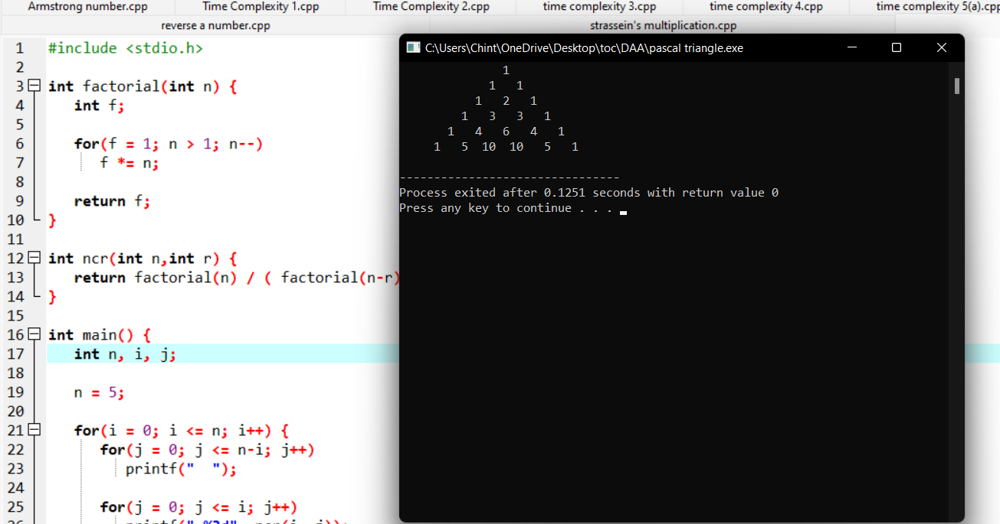 Armstrong number.cpp Time Complexity 1.cpp Time Complexity 2.cpp time complexity 3.cpp time complexity 4.cpp time complexity 5(a).cpp
reverse a number.cpp strassein's multiplication.cpp
1 #include <stdio.h>
2
3 int factorial(int n) {
4 int f;
5
6 for(f = 1; n > 1; n--)
7 f *= n;
8
9 return f;
10 }
11
12 int ncr(int n,int r) {
13 return factorial(n) / ( factorial(n-r)
14 }
15
16 int main() {
17 int n, i, j;
18
19 n = 5;
20
21 for(i = 0; i <= n; i++) {
22 for(j = 0; j <= n-i; j++)
23 printf("  ");
24
25 for(j = 0; j <= i; j++)
C:\Users\Chint\OneDrive\Desktop\toc\DAA\pascal triangle.exe
1
1 1
1 2 1
1 3 3 1
1 4 6 4 1
1 5 10 10 5 1
--------------------------------
Process exited after 0.1251 seconds with return value 0
Press any key to continue . . .